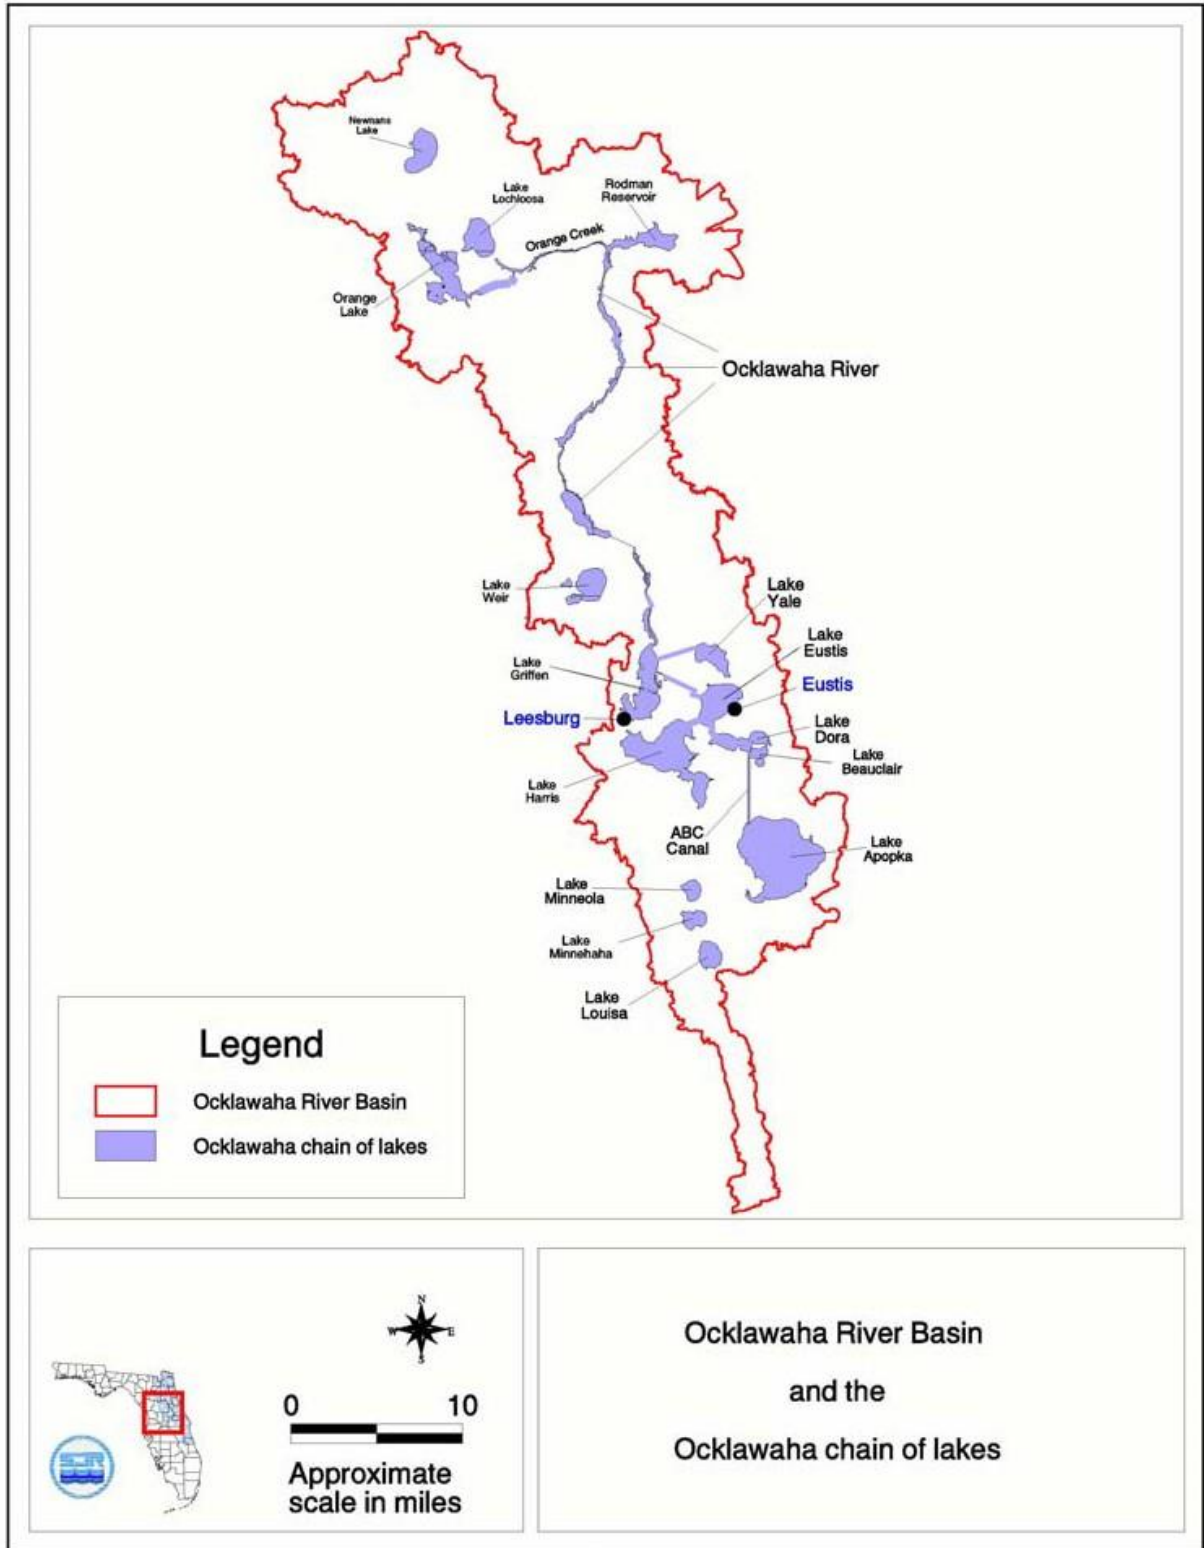 Newnans
Lake
Lake
Lochloosa
Rodman
Reservoir
Orange Creek
Orange
Lake
Ocklawaha River
Lake
Weir
Lake
Yale
Lake
Eustis
Lake
Griffen
Eustis
Leesburg
Lake
Dora
Lake
Beauclair
Lake
Harris
ABC
Canal
Lake
Apopka
Lake
Minneola
Lake
Minnehaha
Lake
Louisa
Legend
Ocklawaha River Basin
Ocklawaha chain of lakes
N
W E
S
0 10
Approximate
scale in miles
SJR
Ocklawaha River Basin
and the
Ocklawaha chain of lakes